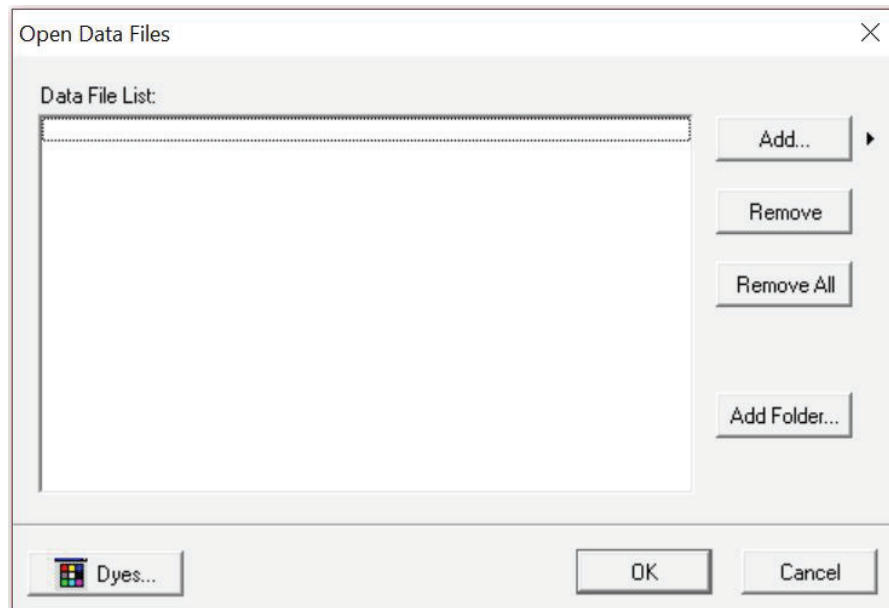 Open Data Files
Data File List:
Add...
Remove
Remove All
Add Folder...
Dyes...
OK
Cancel